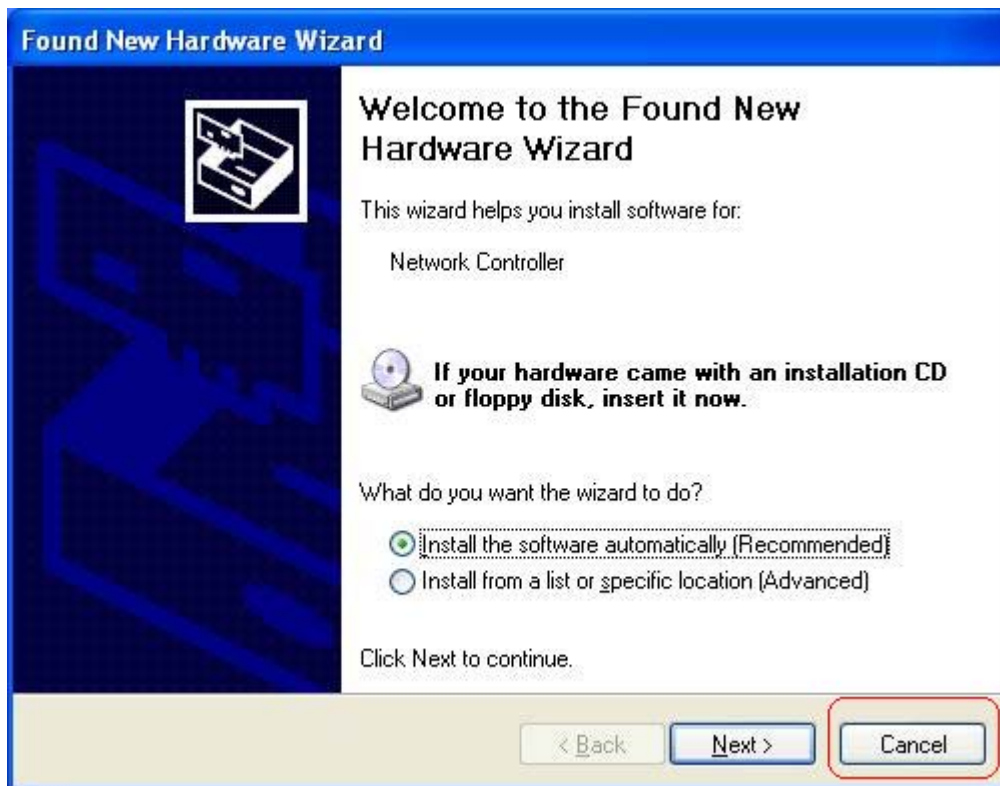 Found New Hardware Wizard
Welcome to the Found New
Hardware Wizard
This wizard helps you install software for:
Network Controller
If your hardware came with an installation CD
or floppy disk, insert it now.
What do you want the wizard to do?
Install the software automatically (Recommended)
Install from a list or specific location (Advanced)
Click Next to continue.
< Back Next > Cancel